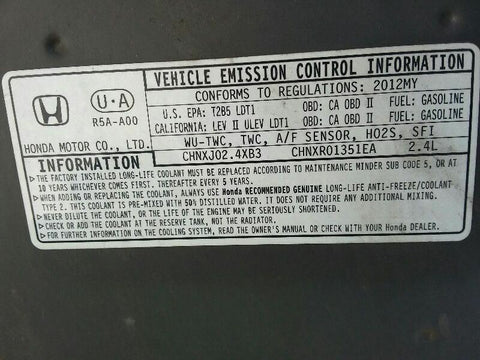 VEHICLE EMISSION CONTROL INFORMATION
CONFORMS TO REGULATIONS: 2012MY
U·A
R5A-A00
HONDA MOTOR CO., LTD.
U.S. EPA: T2B5 LDT1 OBD: CA OBD II FUEL: GASOLINE
CALIFORNIA: LEV II ULEV LDT1 OBD: CA OBD II FUEL: GASOLINE
WU-TWC, TWC, A/F SENSOR, HO2S, SFI
CHNXJ02.4XB3 CHNXR01351EA 2.4L
INFORMATION
▶THE FACTORY INSTALLED LONG-LIFE COOLANT MUST BE REPLACED ACCORDING TO MAINTENANCE MINDER SUB CODE 5, OR AT
10 YEARS WHICHEVER COMES FIRST. THEREAFTER EVERY 5 YEARS.
▶WHEN ADDING OR REPLACING THE COOLANT, ALWAYS USE Honda RECOMMENDED GENUINE LONG-LIFE ANTI-FREEZE/COOLANT
TYPE 2. THIS COOLANT IS PRE-MIXED WITH 50% DISTILLED WATER. IT DOES NOT REQUIRE ANY ADDITIONAL MIXING.
▶NEVER DILUTE THE COOLANT, OR THE LIFE OF THE ENGINE MAY BE SERIOUSLY SHORTENED.
▶CHECK OR ADD THE COOLANT AT THE RESERVE TANK, NOT THE RADIATOR.
▶FOR FURTHER INFORMATION ON THE COOLING SYSTEM, READ THE OWNER'S MANUAL OR CHECK WITH YOUR Honda DEALER.